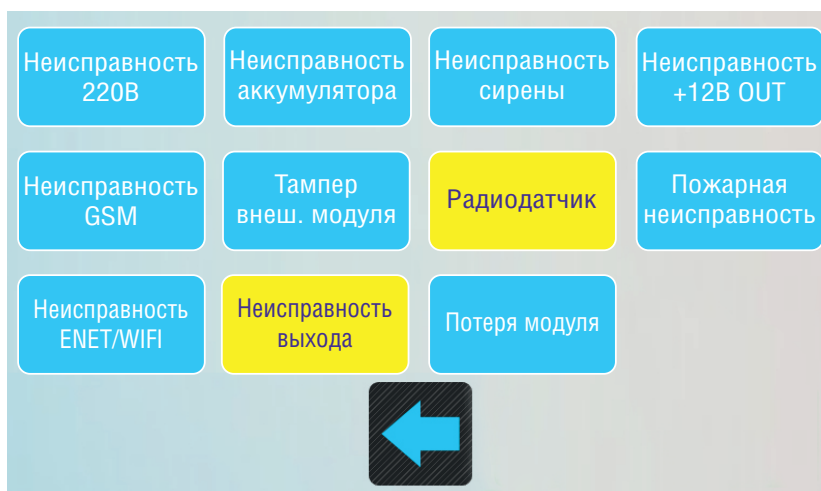 Неисправность
220В
Неисправность
аккумулятора
Неисправность
сирены
Неисправность
+12В OUT
Неисправность
GSM
Тампер
внеш. модуля
Радиодатчик
Пожарная
неисправность
Неисправность
ENET/WIFI
Неисправность
выхода
Потеря модуля